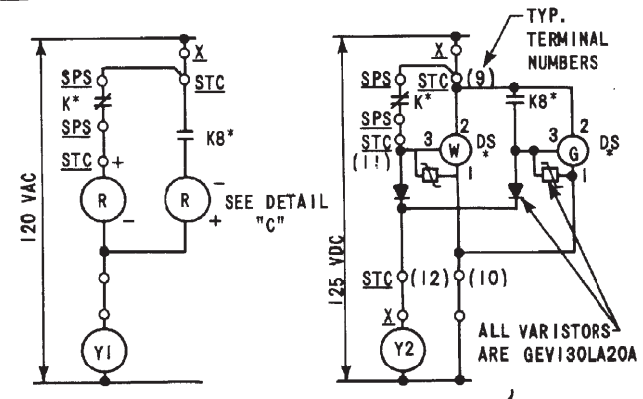 TYP.
TERMINAL
NUMBERS
X
SPS
STC
K*
K8*
SPS
STC +
R
-
R
-
+
SEE DETAIL
"C"
120 VAC
Y1
X
SPS
STC (9)
K*
K8*
SPS
STC
(11)
3
2
W
DS
*
1
3
2
G
DS
*
1
125 VDC
STC (12)
(10)
X
Y2
ALL VARISTORS
ARE GEV130LA20A